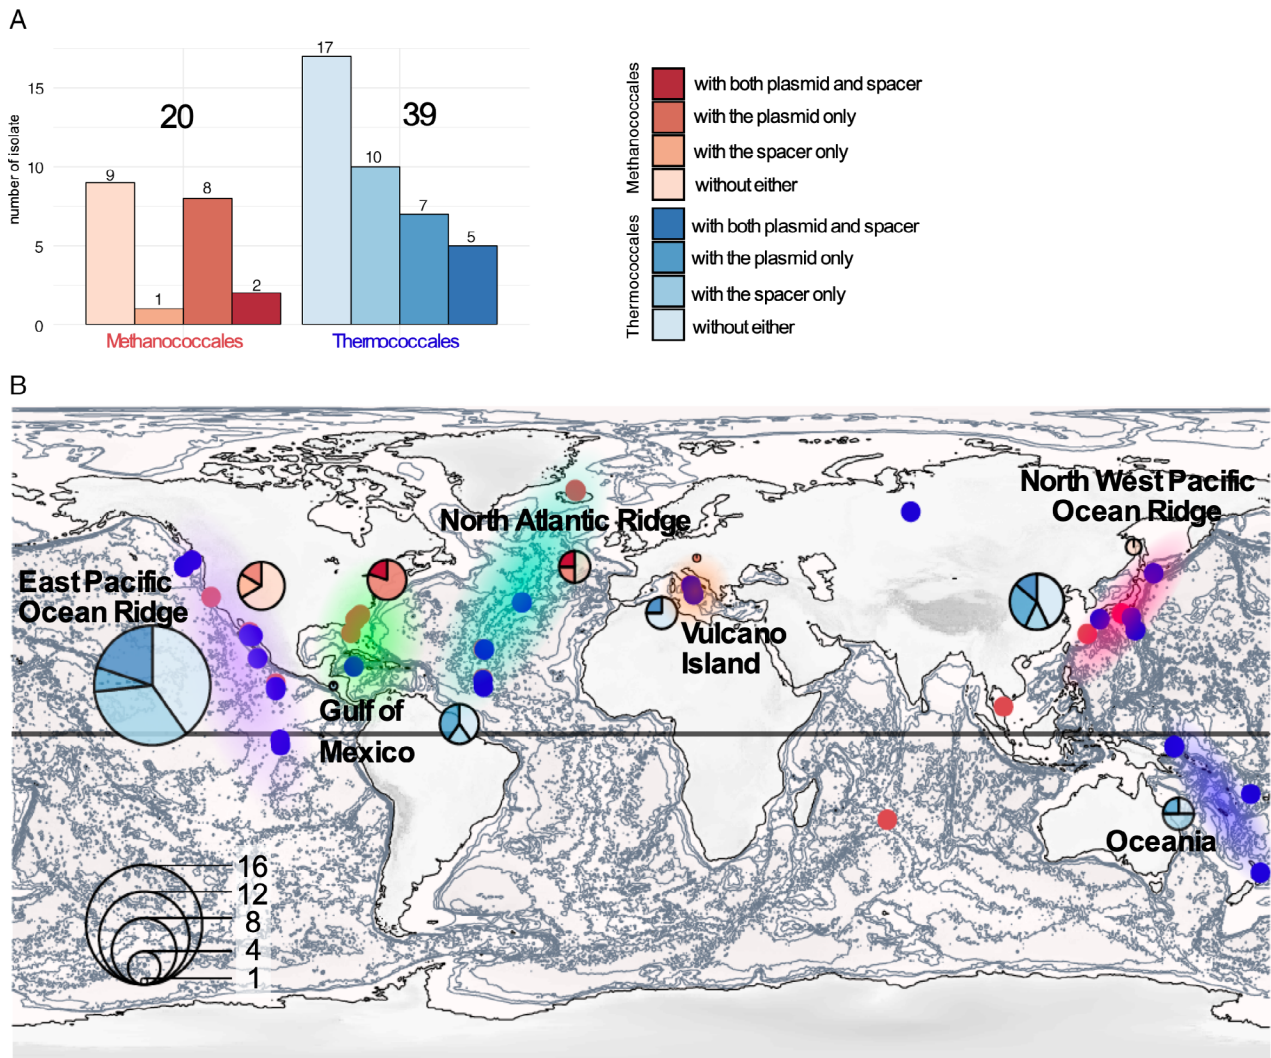 A
number of isolate
15
10
5
0
9
1
8
2
20
17
10
7
5
39
Methanococcales
Thermococcales
Methanococcales
with both plasmid and spacer
with the plasmid only
with the spacer only
without either
Thermococcales
with both plasmid and spacer
with the plasmid only
with the spacer only
without either
B
North West Pacific
Ocean Ridge
North Atlantic Ridge
East Pacific
Ocean Ridge
Vulcano
Island
Gulf of
Mexico
Oceania
16
12
8
4
1